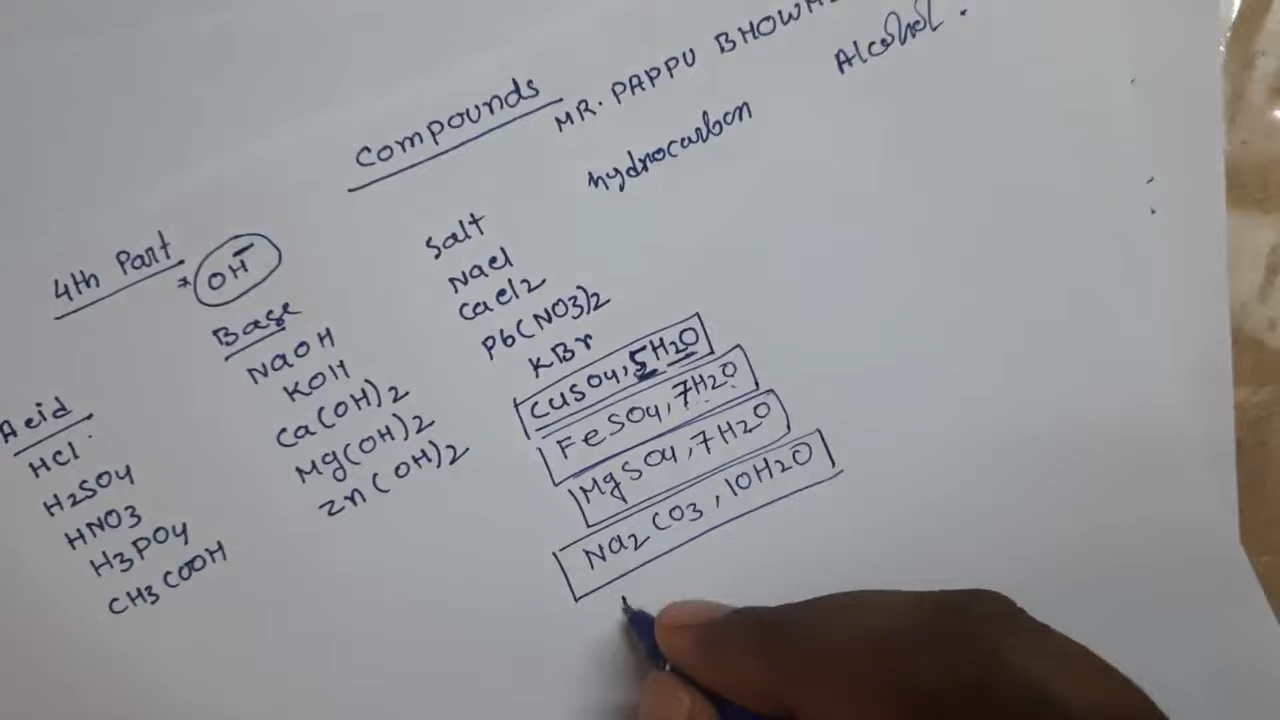 Compounds
MR. PAPPU
Alcohol.
hydrocarbon
4th Part
* OH⁻
Acid
HCl
H2SO4
HNO3
H3PO4
CH3COOH
Base
NaOH
KOH
Ca(OH)2
Mg(OH)2
Zn(OH)2
Salt
NaCl
CaCl2
Pb(NO3)2
KBr
CuSO4, 5H2O
FeSO4, 7H2O
MgSO4, 7H2O
Na2CO3, 10H2O